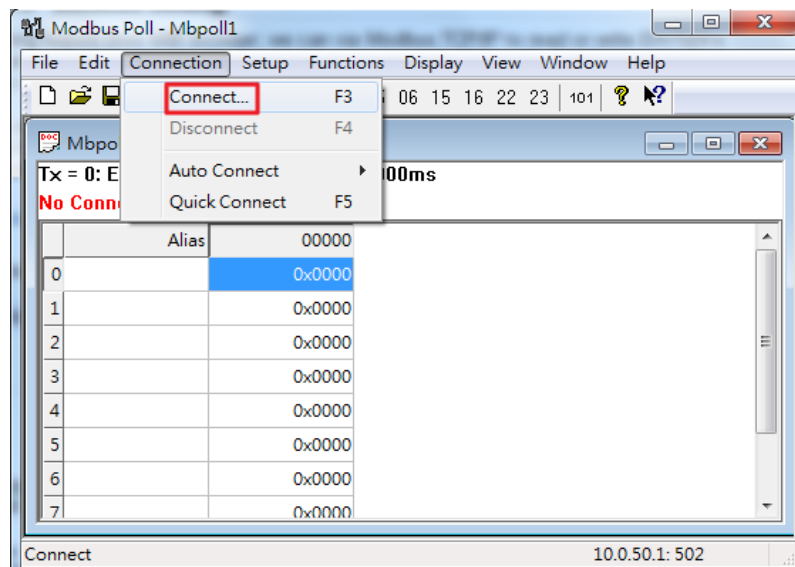 Modbus Poll - Mbpoll1
File Edit Connection Setup Functions Display View Window Help
Connect... F3
06 15 16 22 23 101
Disconnect F4
Auto Connect
Quick Connect F5
Mbpo
Tx = 0: E
00ms
No Conn
Alias 00000
0 0x0000
1 0x0000
2 0x0000
3 0x0000
4 0x0000
5 0x0000
6 0x0000
7 0x0000
Connect 10.0.50.1: 502